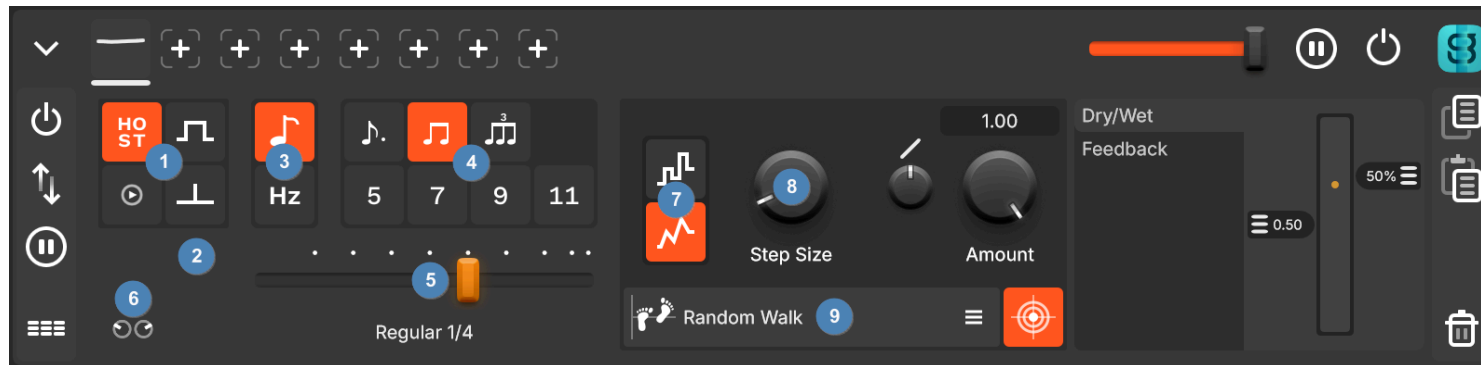 HO
ST
1
3
3
4
7
8
Hz
5
7
9
11
2
5
6
Regular 1/4
1.00
Step Size
Amount
Random Walk
9
Dry/Wet
Feedback
0.50
50%